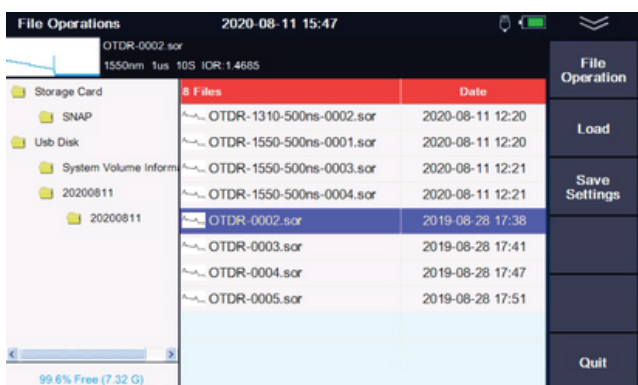 File Operations 2020-08-11 15:47
OTDR-0002.sor
1550nm 1us 10S IOR:1.4685
File
Operation
Load
Save
Settings
Quit
Storage Card
SNAP
Usb Disk
System Volume Inform
20200811
20200811
99.6% Free (7.32 G)
8 Files Date
OTDR-1310-500ns-0002.sor 2020-08-11 12:20
OTDR-1550-500ns-0001.sor 2020-08-11 12:20
OTDR-1550-500ns-0003.sor 2020-08-11 12:21
OTDR-1550-500ns-0004.sor 2020-08-11 12:21
OTDR-0002.sor 2019-08-28 17:38
OTDR-0003.sor 2019-08-28 17:41
OTDR-0004.sor 2019-08-28 17:47
OTDR-0005.sor 2019-08-28 17:51